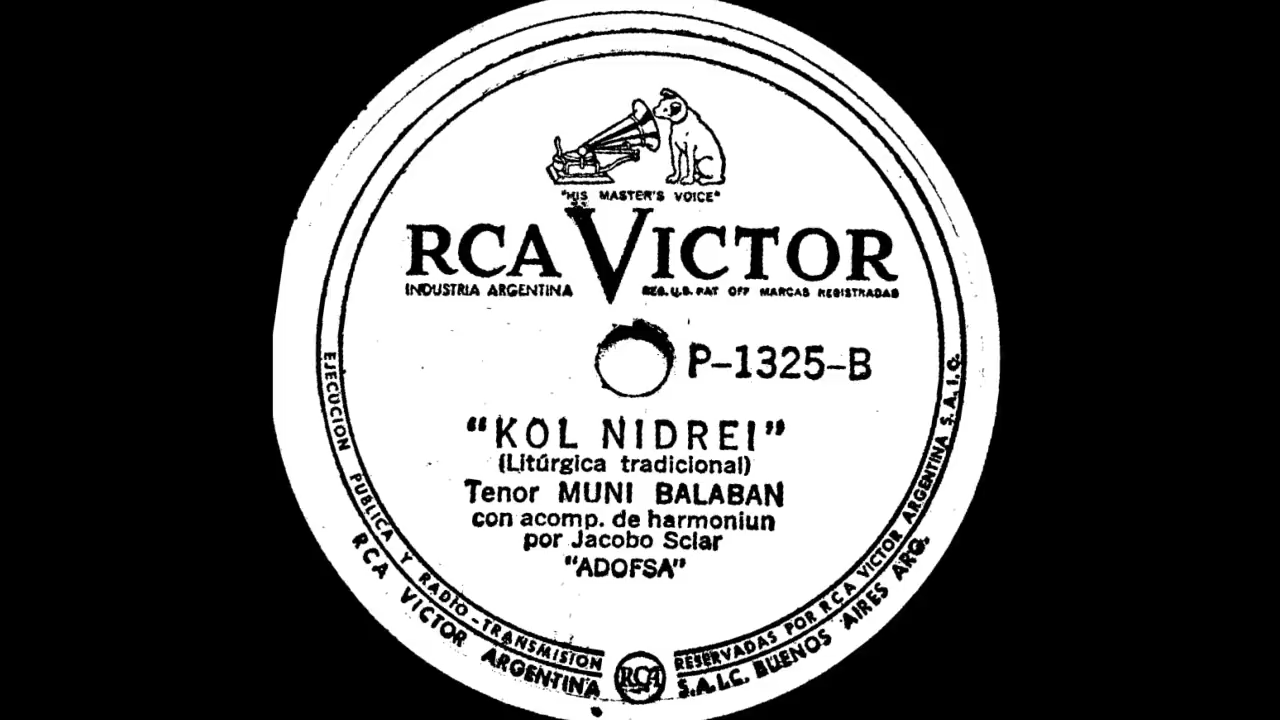 "HIS MASTER'S VOICE"
RCA VICTOR
INDUSTRIA ARGENTINA REG. U.S. PAT OFF MARCAS REGISTRADAS
P-1325-B
"KOL NIDREI"
(Litúrgica tradicional)
Tenor MUNI BALABAN
con acomp. de harmoniun
por Jacobo Sclar
"ADOFSA"
EJECUCION PUBLICA Y RADIO-TRANSMISION RESERVADAS POR RCA VICTOR ARGENTINA S.A.I.C.
RCA VICTOR ARGENTINA S.A.I.C. BUENOS AIRES ARG.
RCA